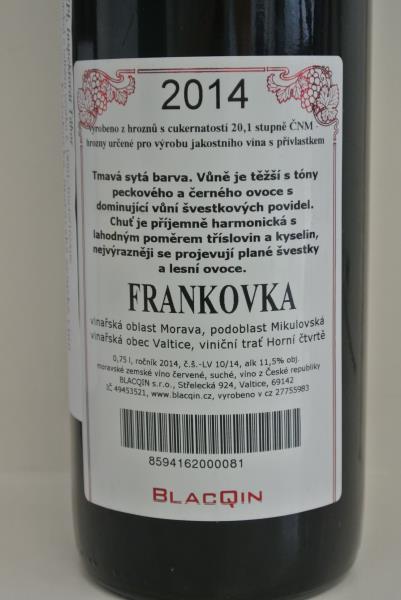 2014
Vyrobeno z hroznů s cukernatostí 20,1 stupně ČNM -
hrozny určené pro výrobu jakostního vína s přívlastkem
Tmavá sytá barva. Vůně je těžší s tóny
peckového a černého ovoce s
dominující vůní švestkových povidel.
Chuť je příjemně harmonická s
lahodným poměrem tříslovin a kyselin,
nejvýrazněji se projevují plané švestky
a lesní ovoce.
FRANKOVKA
vinařská oblast Morava, podoblast Mikulovská
vinařská obec Valtice, viniční trať Horní čtvrtě
0,75 l, ročník 2014, č.š.-LV 10/14, alk 11,5% obj.
moravské zemské víno červené, suché, víno z České republiky
BLACQIN s.r.o., Střelecká 924, Valtice, 69142
IČ 49453521, www.blacqin.cz, vyrobeno v cz 27755983
8594162000081
BLACQIN